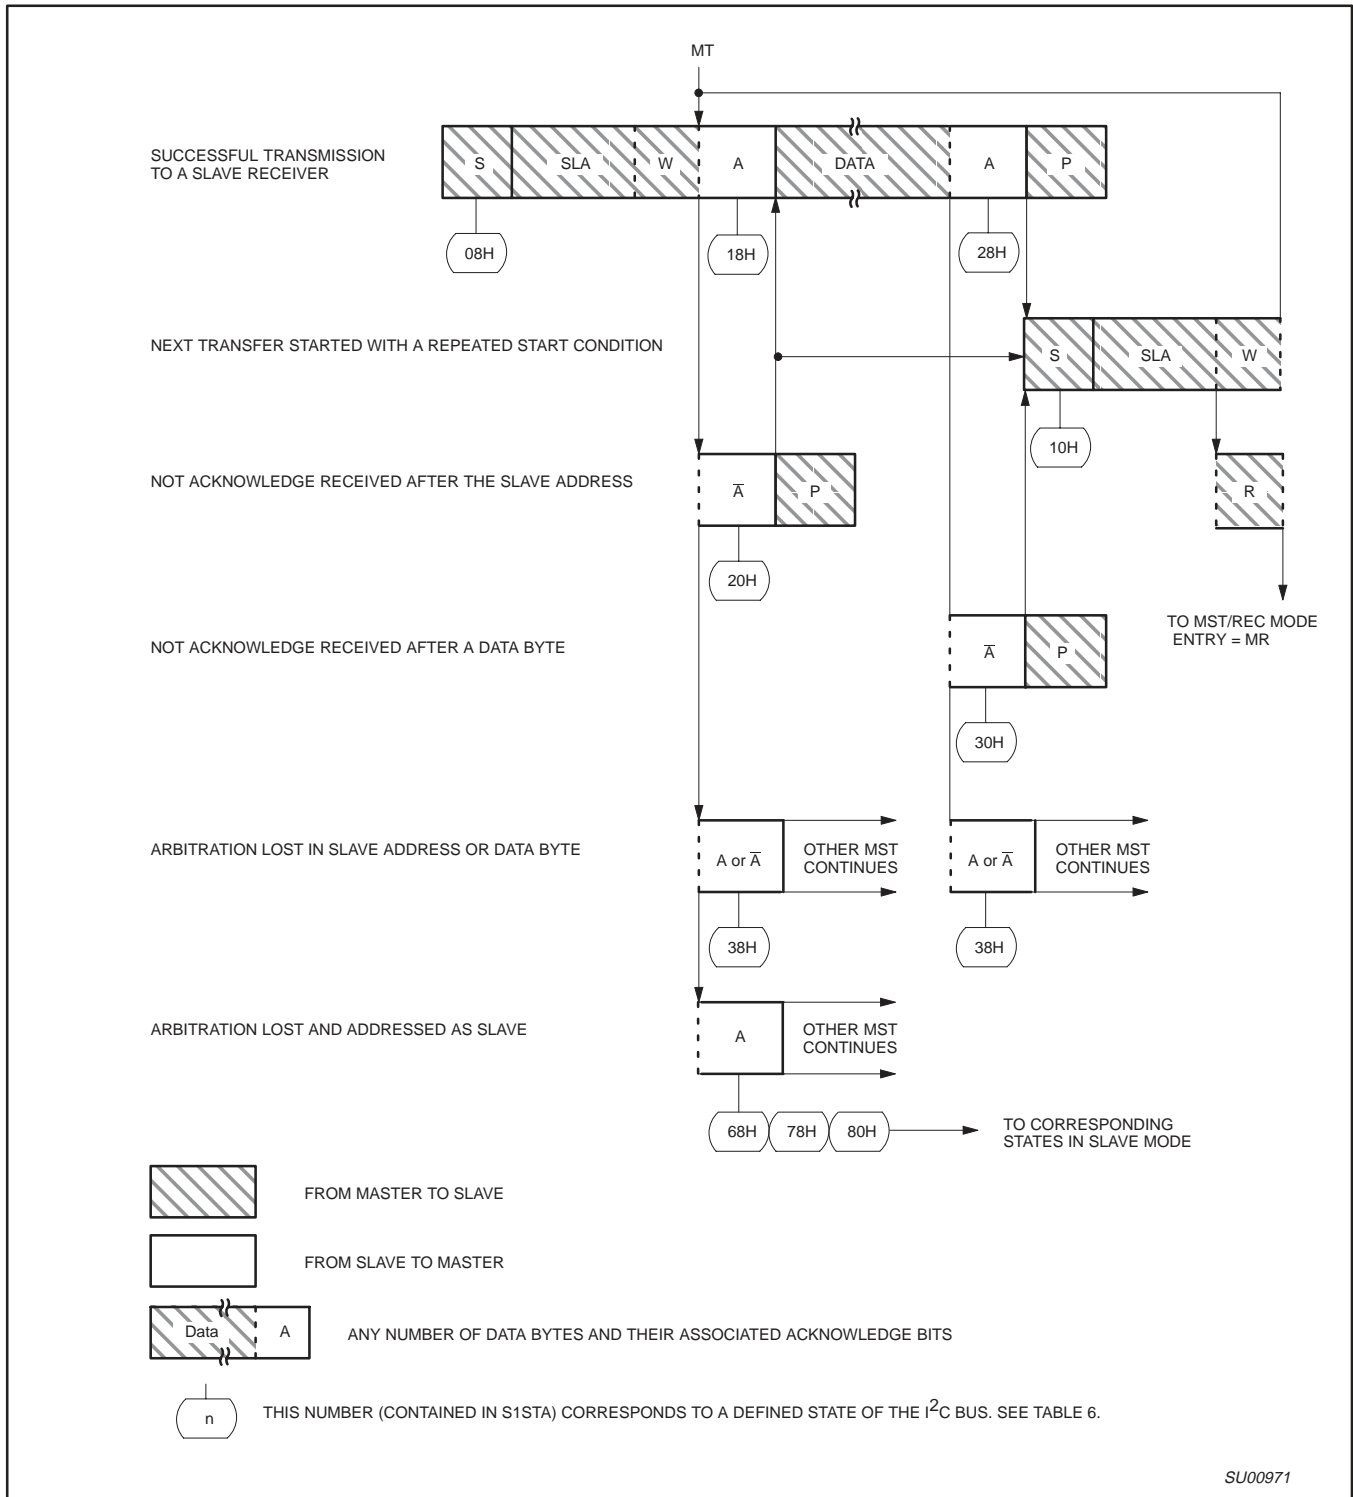 MT
SUCCESSFUL TRANSMISSION
TO A SLAVE RECEIVER
S SLA W A DATA A P
08H 18H 28H
NEXT TRANSFER STARTED WITH A REPEATED START CONDITION
S SLA W
10H
NOT ACKNOWLEDGE RECEIVED AFTER THE SLAVE ADDRESS
A̅ P R
20H
TO MST/REC MODE
ENTRY = MR
NOT ACKNOWLEDGE RECEIVED AFTER A DATA BYTE
A̅ P
30H
ARBITRATION LOST IN SLAVE ADDRESS OR DATA BYTE
A or A̅ OTHER MST
CONTINUES
A or A̅ OTHER MST
CONTINUES
38H 38H
ARBITRATION LOST AND ADDRESSED AS SLAVE
A OTHER MST
CONTINUES
68H 78H 80H
TO CORRESPONDING
STATES IN SLAVE MODE
FROM MASTER TO SLAVE
FROM SLAVE TO MASTER
Data A ANY NUMBER OF DATA BYTES AND THEIR ASSOCIATED ACKNOWLEDGE BITS
n THIS NUMBER (CONTAINED IN S1STA) CORRESPONDS TO A DEFINED STATE OF THE I²C BUS. SEE TABLE 6.
SU00971